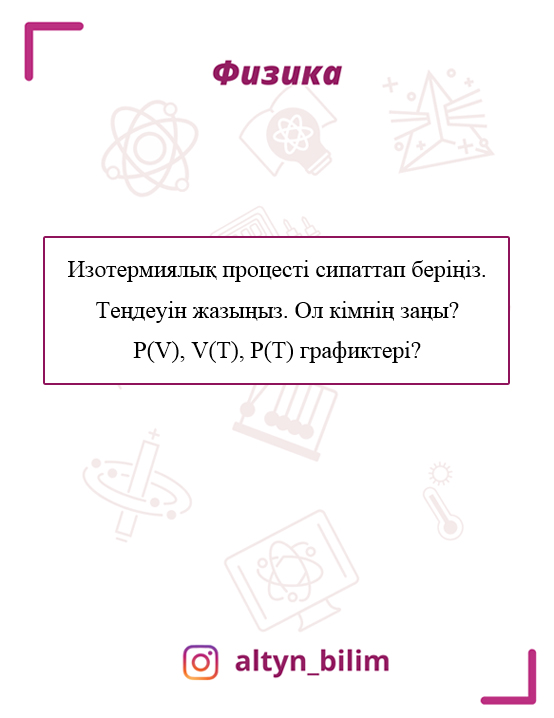 Физика
Изотермиялық процесті сипаттап беріңіз.
Теңдеуін жазыңыз. Ол кімнің заңы?
P(V), V(T), P(T) графиктері?
altyn_bilim